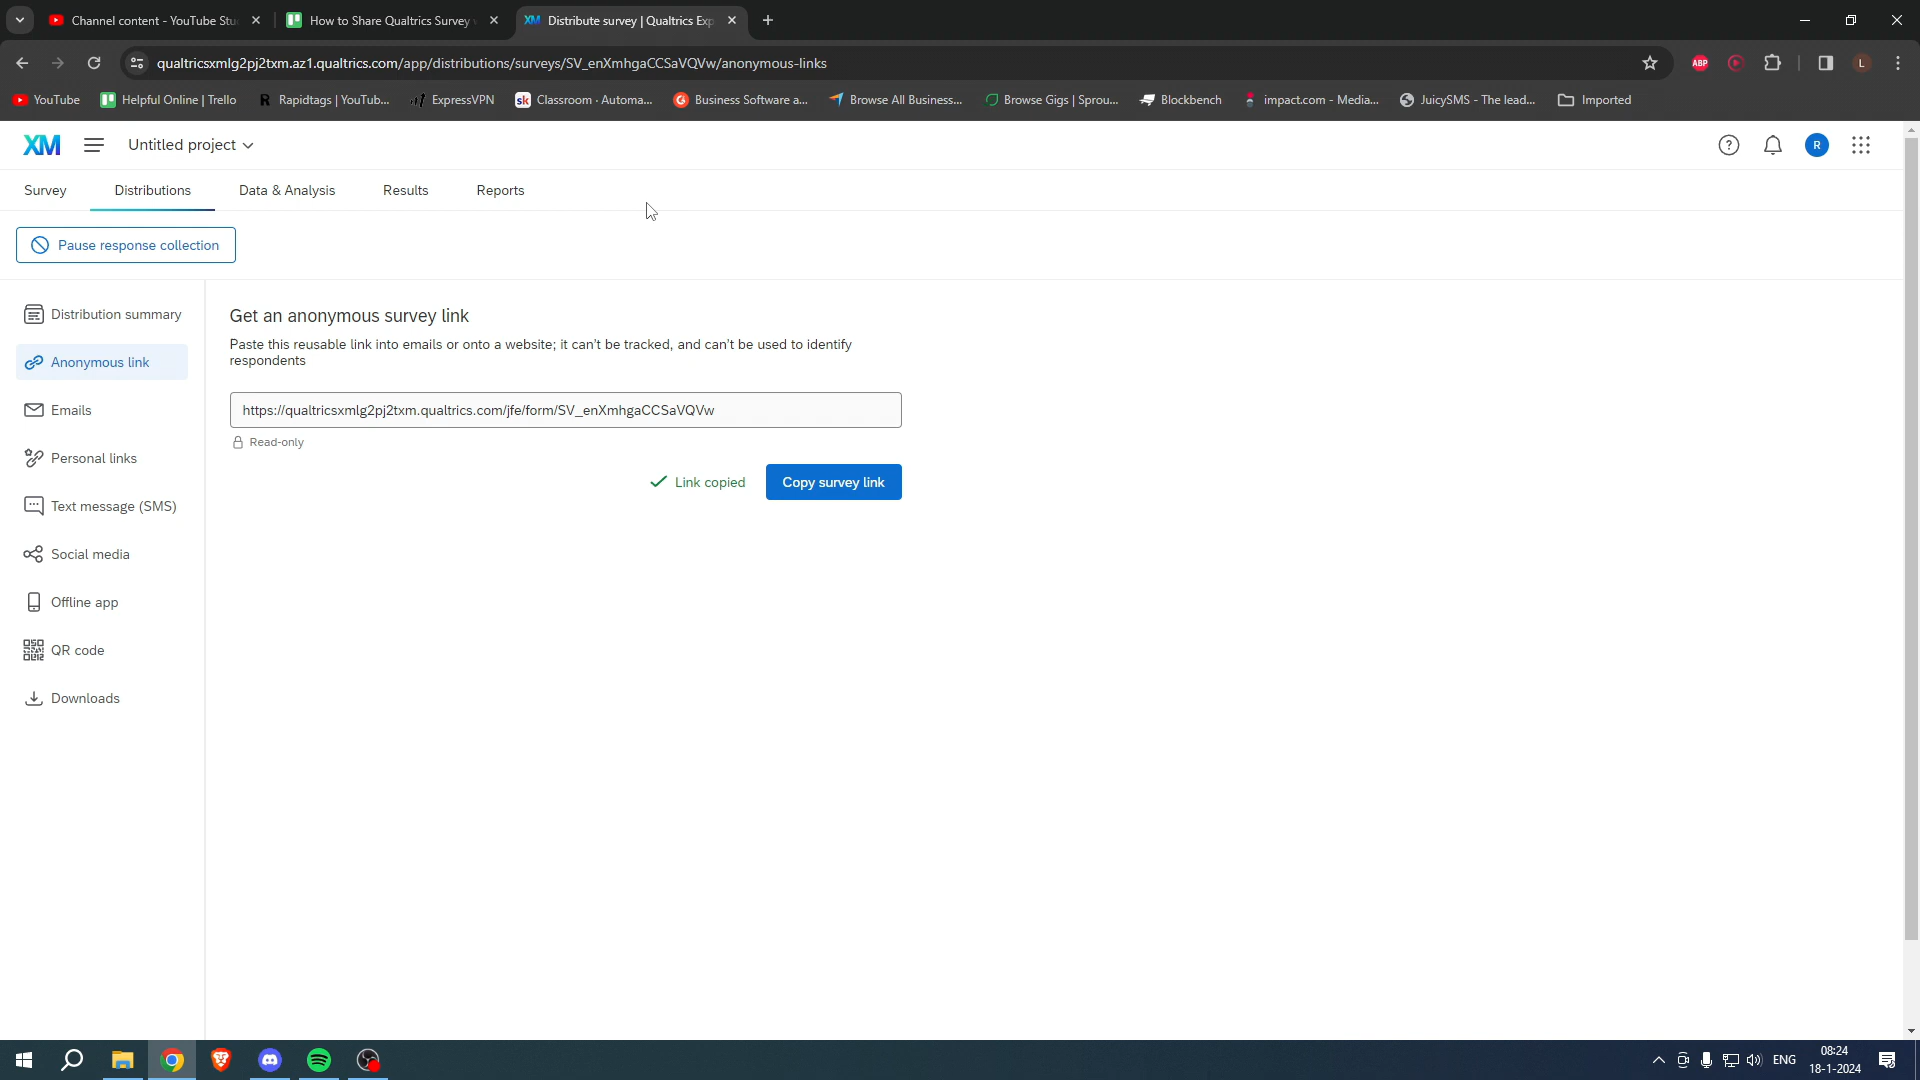 Channel content - YouTube Stu
How to Share Qualtrics Survey
XM Distribute survey | Qualtrics Exp
qualtricsxmlg2pj2txm.az1.qualtrics.com/app/distributions/surveys/SV_enXmhgaCCSaVQVw/anonymous-links
ABP
L
YouTube
Helpful Online | Trello
R Rapidtags | YouTub...
ExpressVPN
sk Classroom - Automa...
Business Software a...
Browse All Business...
Browse Gigs | Sprou...
Blockbench
impact.com - Media...
JuicySMS - The lead...
Imported
XM
Untitled project
R
Survey
Distributions
Data & Analysis
Results
Reports
Pause response collection
Distribution summary
Anonymous link
Emails
Personal links
Text message (SMS)
Social media
Offline app
QR code
Downloads
Get an anonymous survey link
Paste this reusable link into emails or onto a website; it can't be tracked, and can't be used to identify
respondents
https://qualtricsxmlg2pj2txm.qualtrics.com/jfe/form/SV_enXmhgaCCSaVQVw
Read-only
Link copied
Copy survey link
ENG
08:24
18-1-2024